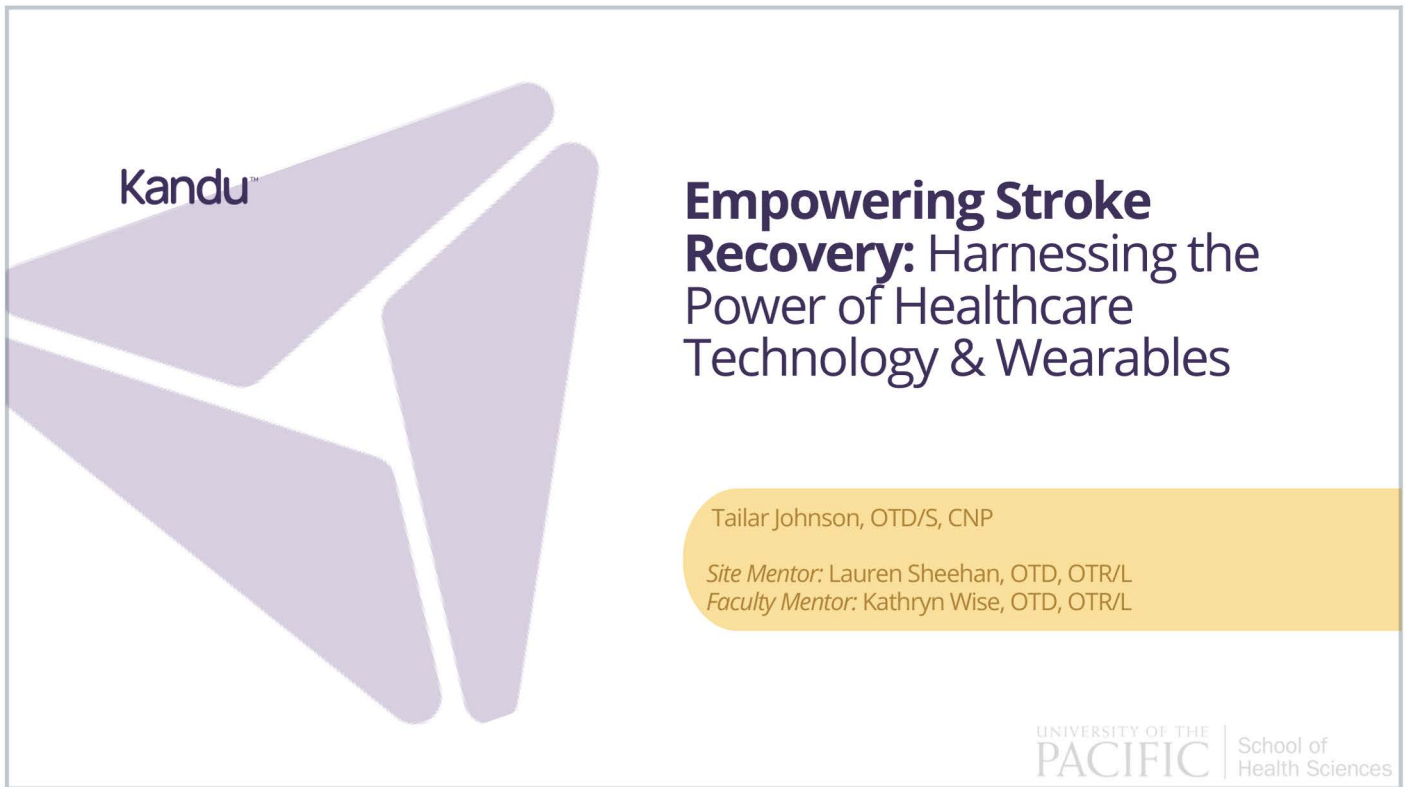 Kandu™
Empowering Stroke
Recovery: Harnessing the
Power of Healthcare
Technology & Wearables
Tailar Johnson, OTD/S, CNP
Site Mentor: Lauren Sheehan, OTD, OTR/L
Faculty Mentor: Kathryn Wise, OTD, OTR/L
UNIVERSITY OF THE
PACIFIC
School of
Health Sciences